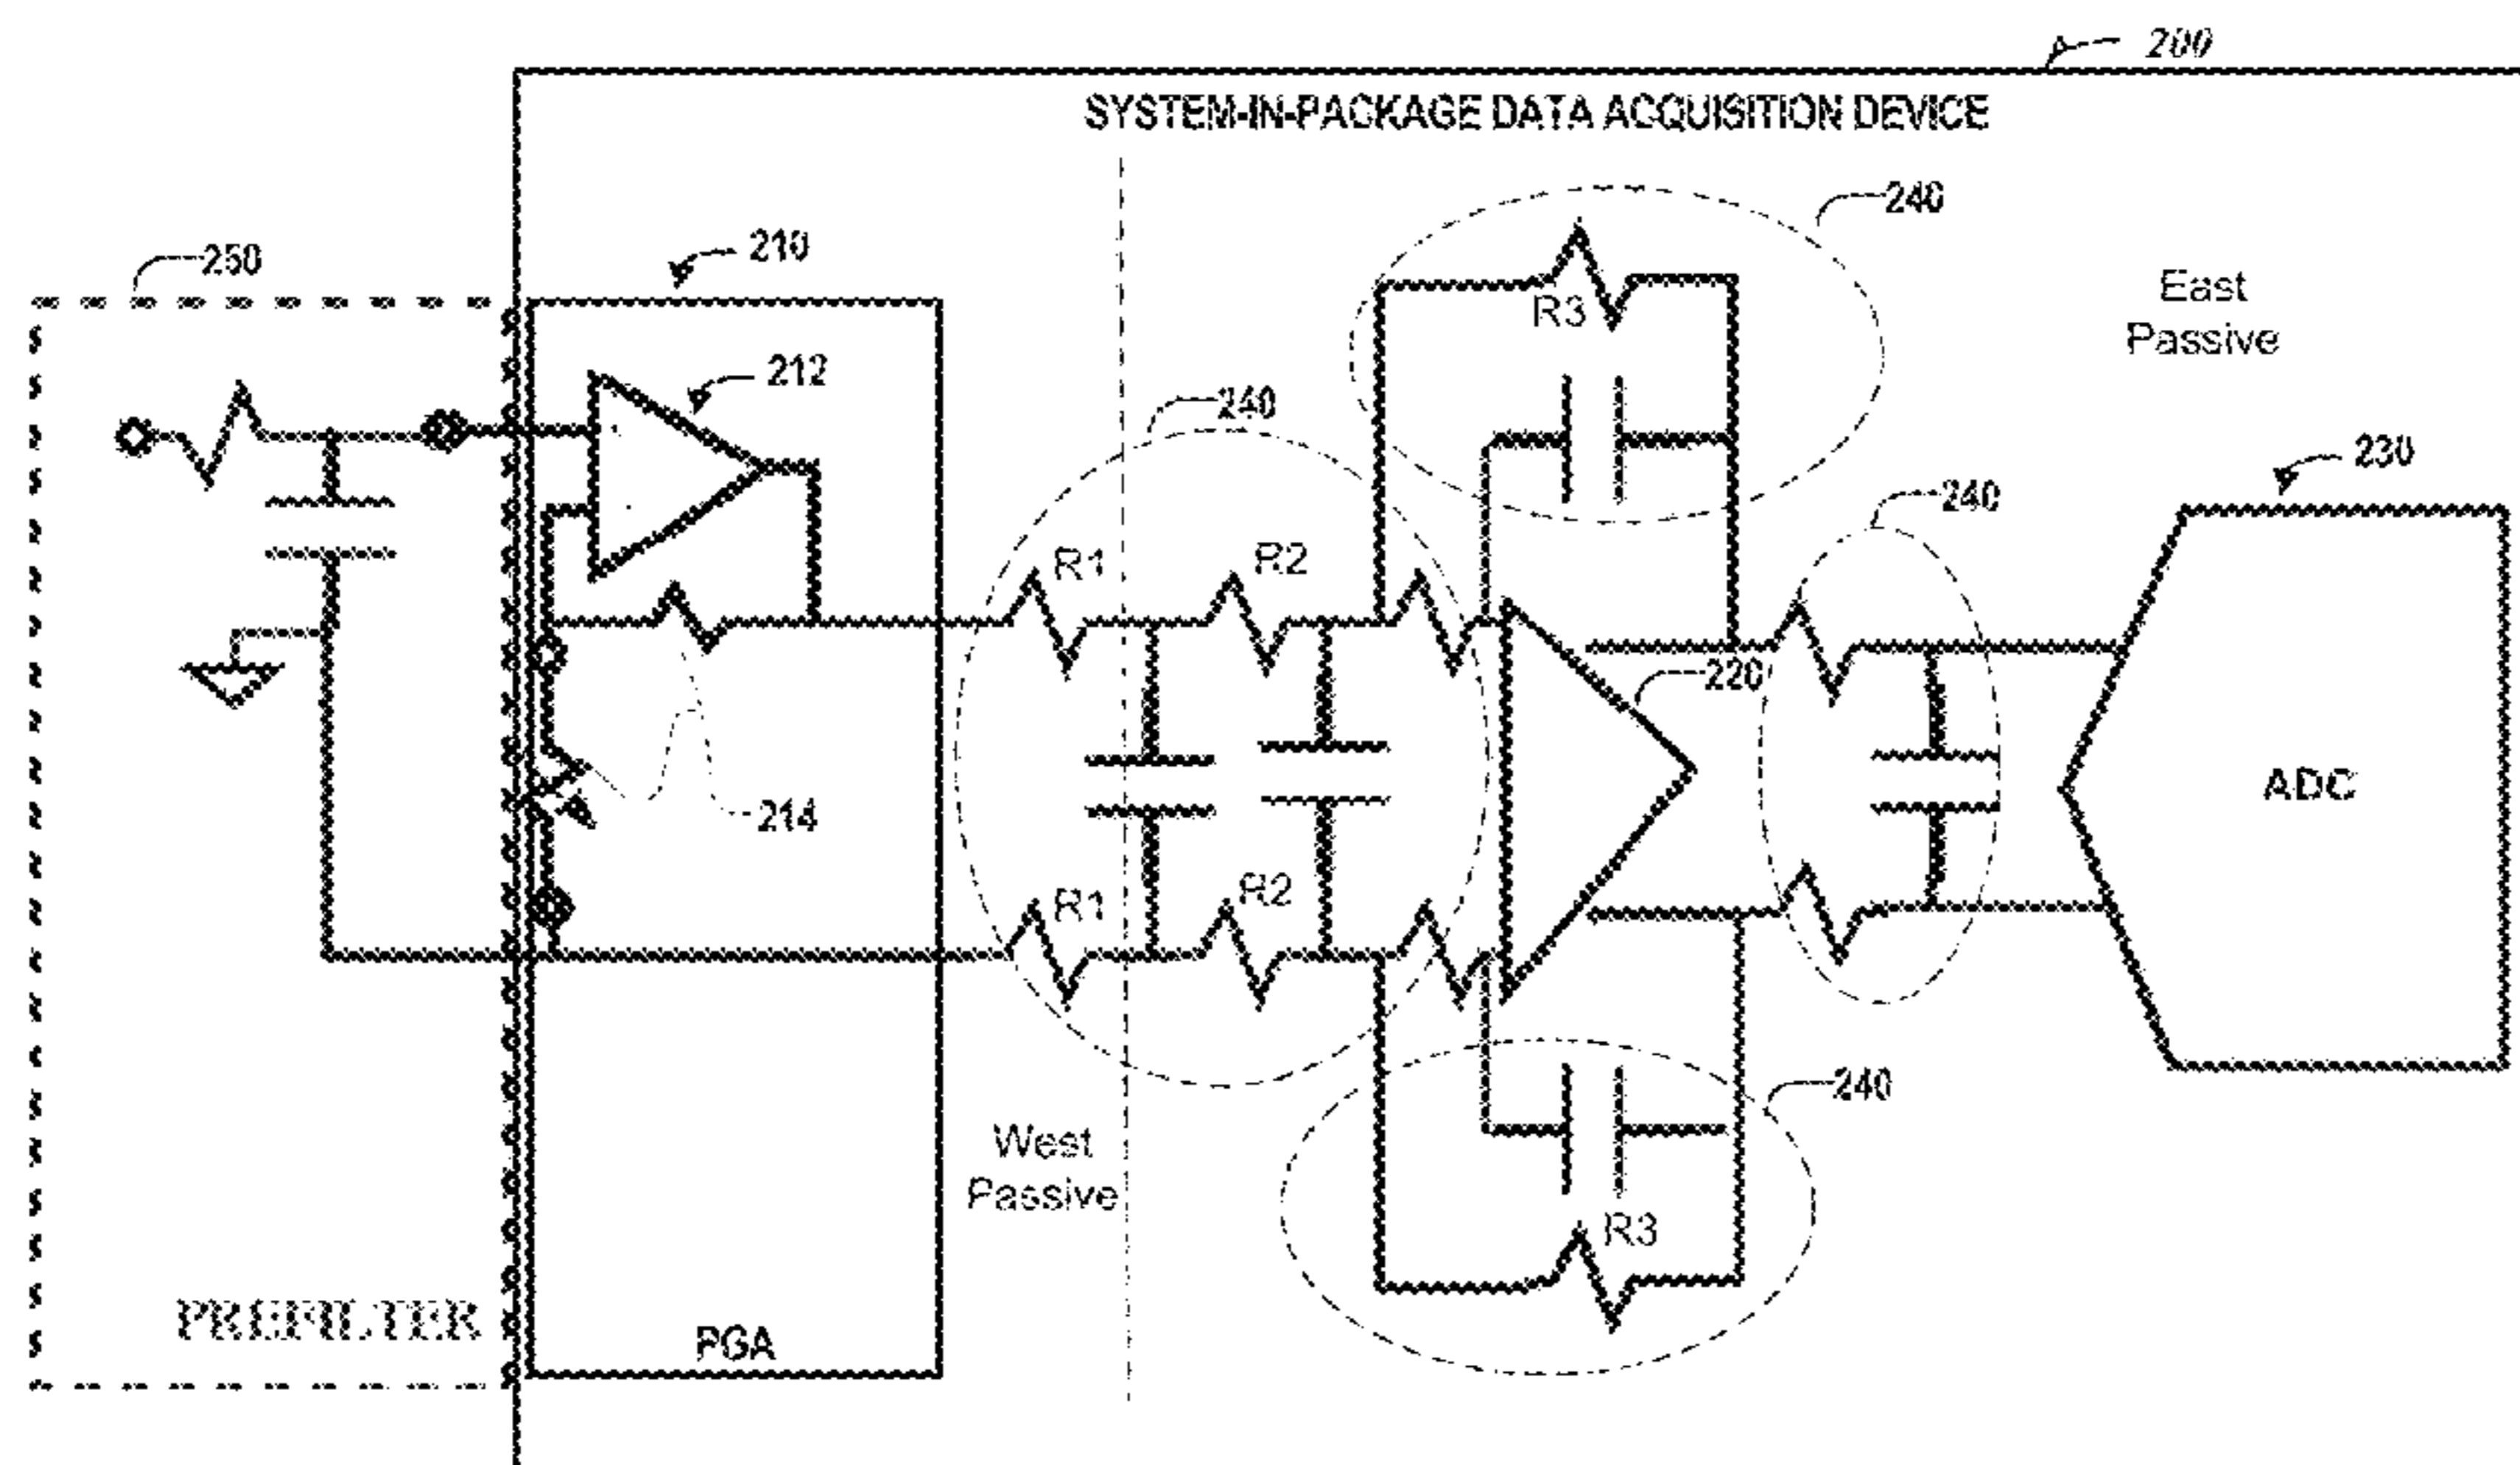 200
SYSTEM-IN-PACKAGE DATA ACQUISITION DEVICE
240
250
210
East
Passive
R3
212
240
230
240
R1
R2
220
214
ADC
R1
R2
240
West
Passive
R3
PREFILTER
PGA